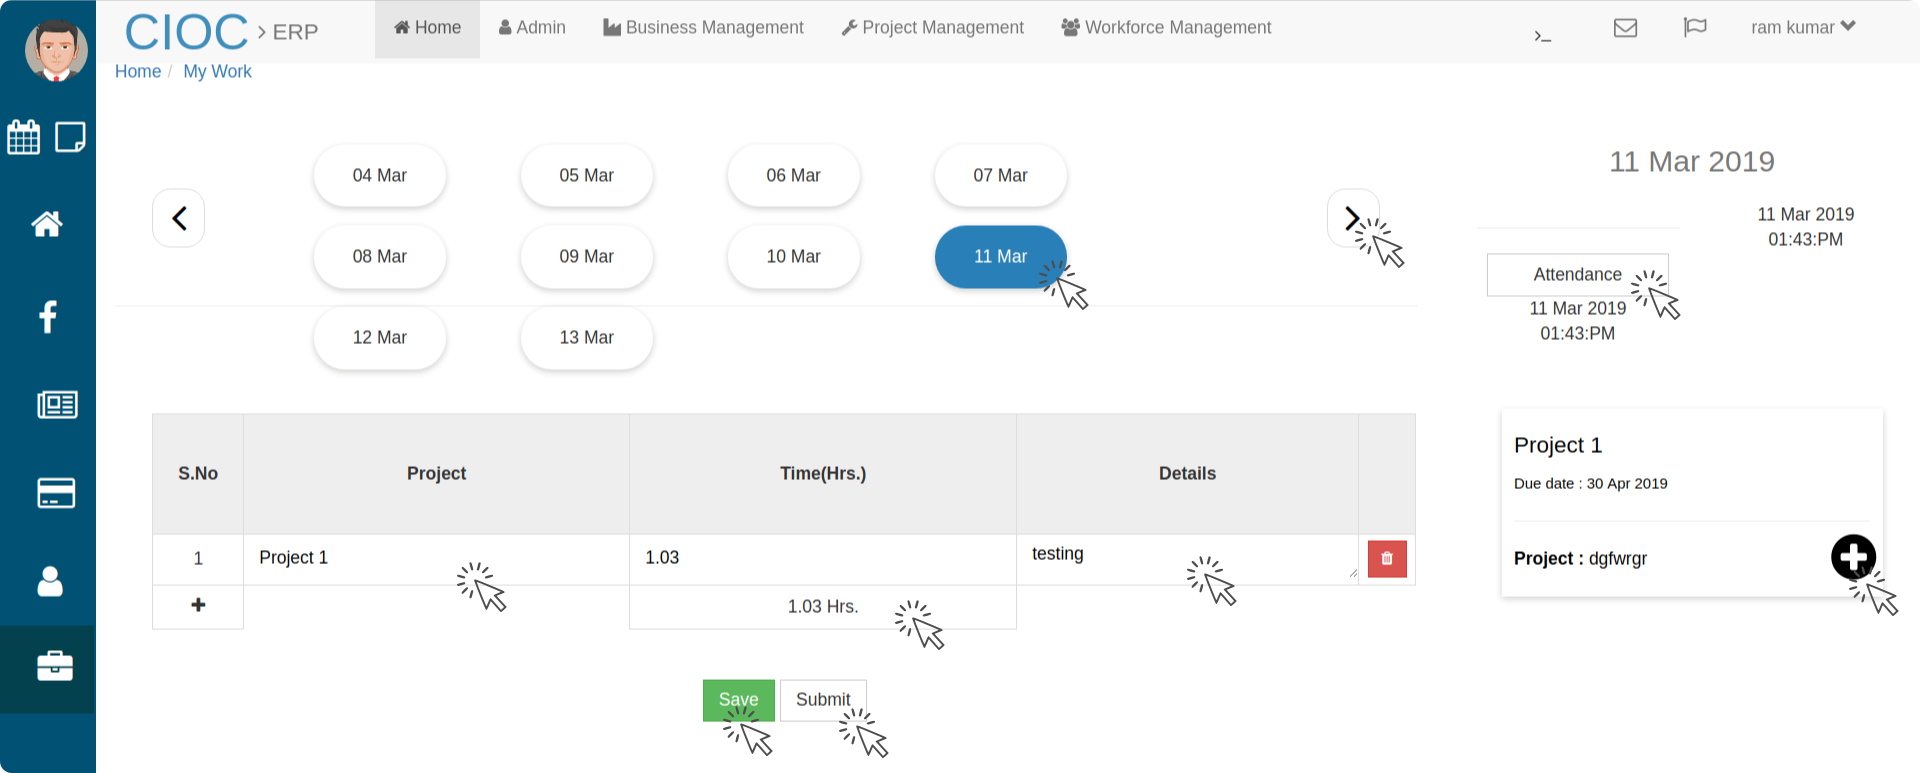 CIOC > ERP
Home
Admin
Business Management
Project Management
Workforce Management
>_
ram kumar
Home / My Work
04 Mar
05 Mar
06 Mar
07 Mar
08 Mar
09 Mar
10 Mar
11 Mar
12 Mar
13 Mar
11 Mar 2019
11 Mar 2019
01:43:PM
Attendance
11 Mar 2019
01:43:PM
S.No Project Time(Hrs.) Details
1 Project 1 1.03 testing
1.03 Hrs.
Save Submit
Project 1
Due date : 30 Apr 2019
Project : dgfwrgr